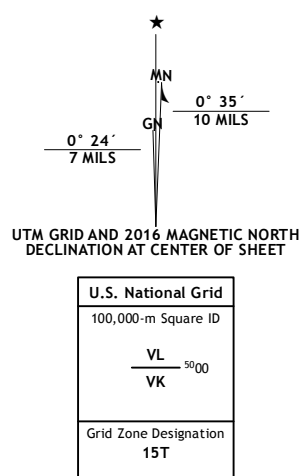 ★
MN
0° 35´
10 MILS
GN
0° 24´
7 MILS
UTM GRID AND 2016 MAGNETIC NORTH
DECLINATION AT CENTER OF SHEET
U.S. National Grid
100,000-m Square ID
VL
5000
VK
Grid Zone Designation
15T